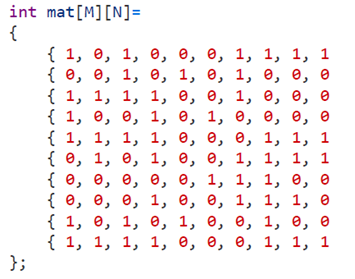 int mat[M][N]=
{
{ 1, 0, 1, 0, 0, 0, 1, 1, 1, 1
{ 0, 0, 1, 0, 1, 0, 1, 0, 0, 0
{ 1, 1, 1, 1, 0, 0, 1, 0, 0, 0
{ 1, 0, 0, 1, 0, 1, 0, 0, 0, 0
{ 1, 1, 1, 1, 0, 0, 0, 1, 1, 1
{ 0, 1, 0, 1, 0, 0, 1, 1, 1, 1
{ 0, 0, 0, 0, 0, 1, 1, 1, 0, 0
{ 0, 0, 0, 1, 0, 0, 1, 1, 1, 0
{ 1, 0, 1, 0, 1, 0, 0, 1, 0, 0
{ 1, 1, 1, 1, 0, 0, 0, 1, 1, 1
};